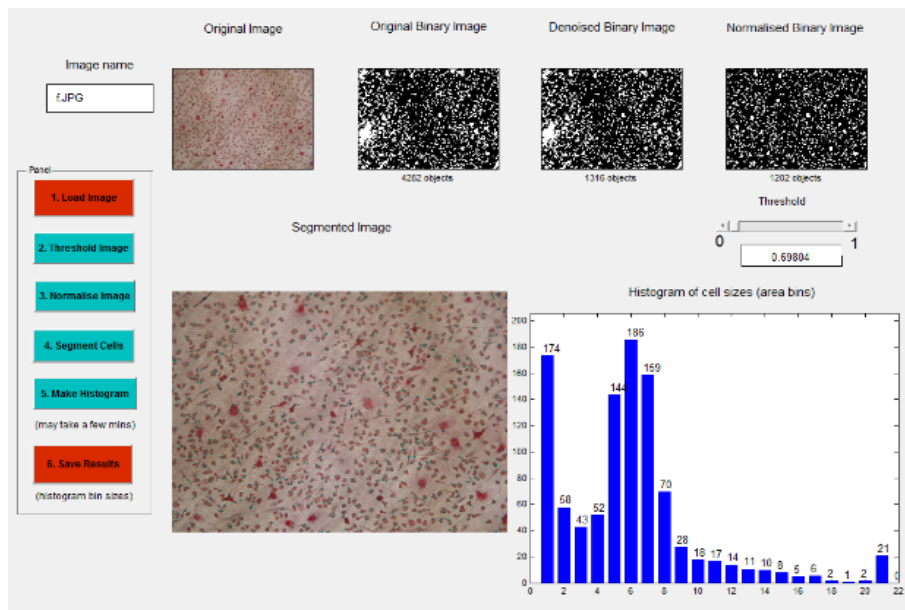 Original Image
Original Binary Image
Denoised Binary Image
Normalised Binary Image
Image name
f.JPG
4282 objects
1316 objects
1202 objects
Panel
1. Load Image
2. Threshold Image
3. Normalise Image
4. Segment Cells
5. Make Histogram
(may take a few mins)
6. Save Results
(histogram bin sizes)
Threshold
0
1
0.69804
Segmented Image
Histogram of cell sizes (area bins)
200
180
160
140
120
100
80
60
40
20
0
174
58
43
52
144
186
159
70
28
18
17
14
11
10
8
5
6
2
1
2
21
0
0 2 4 6 8 10 12 14 16 18 20 22